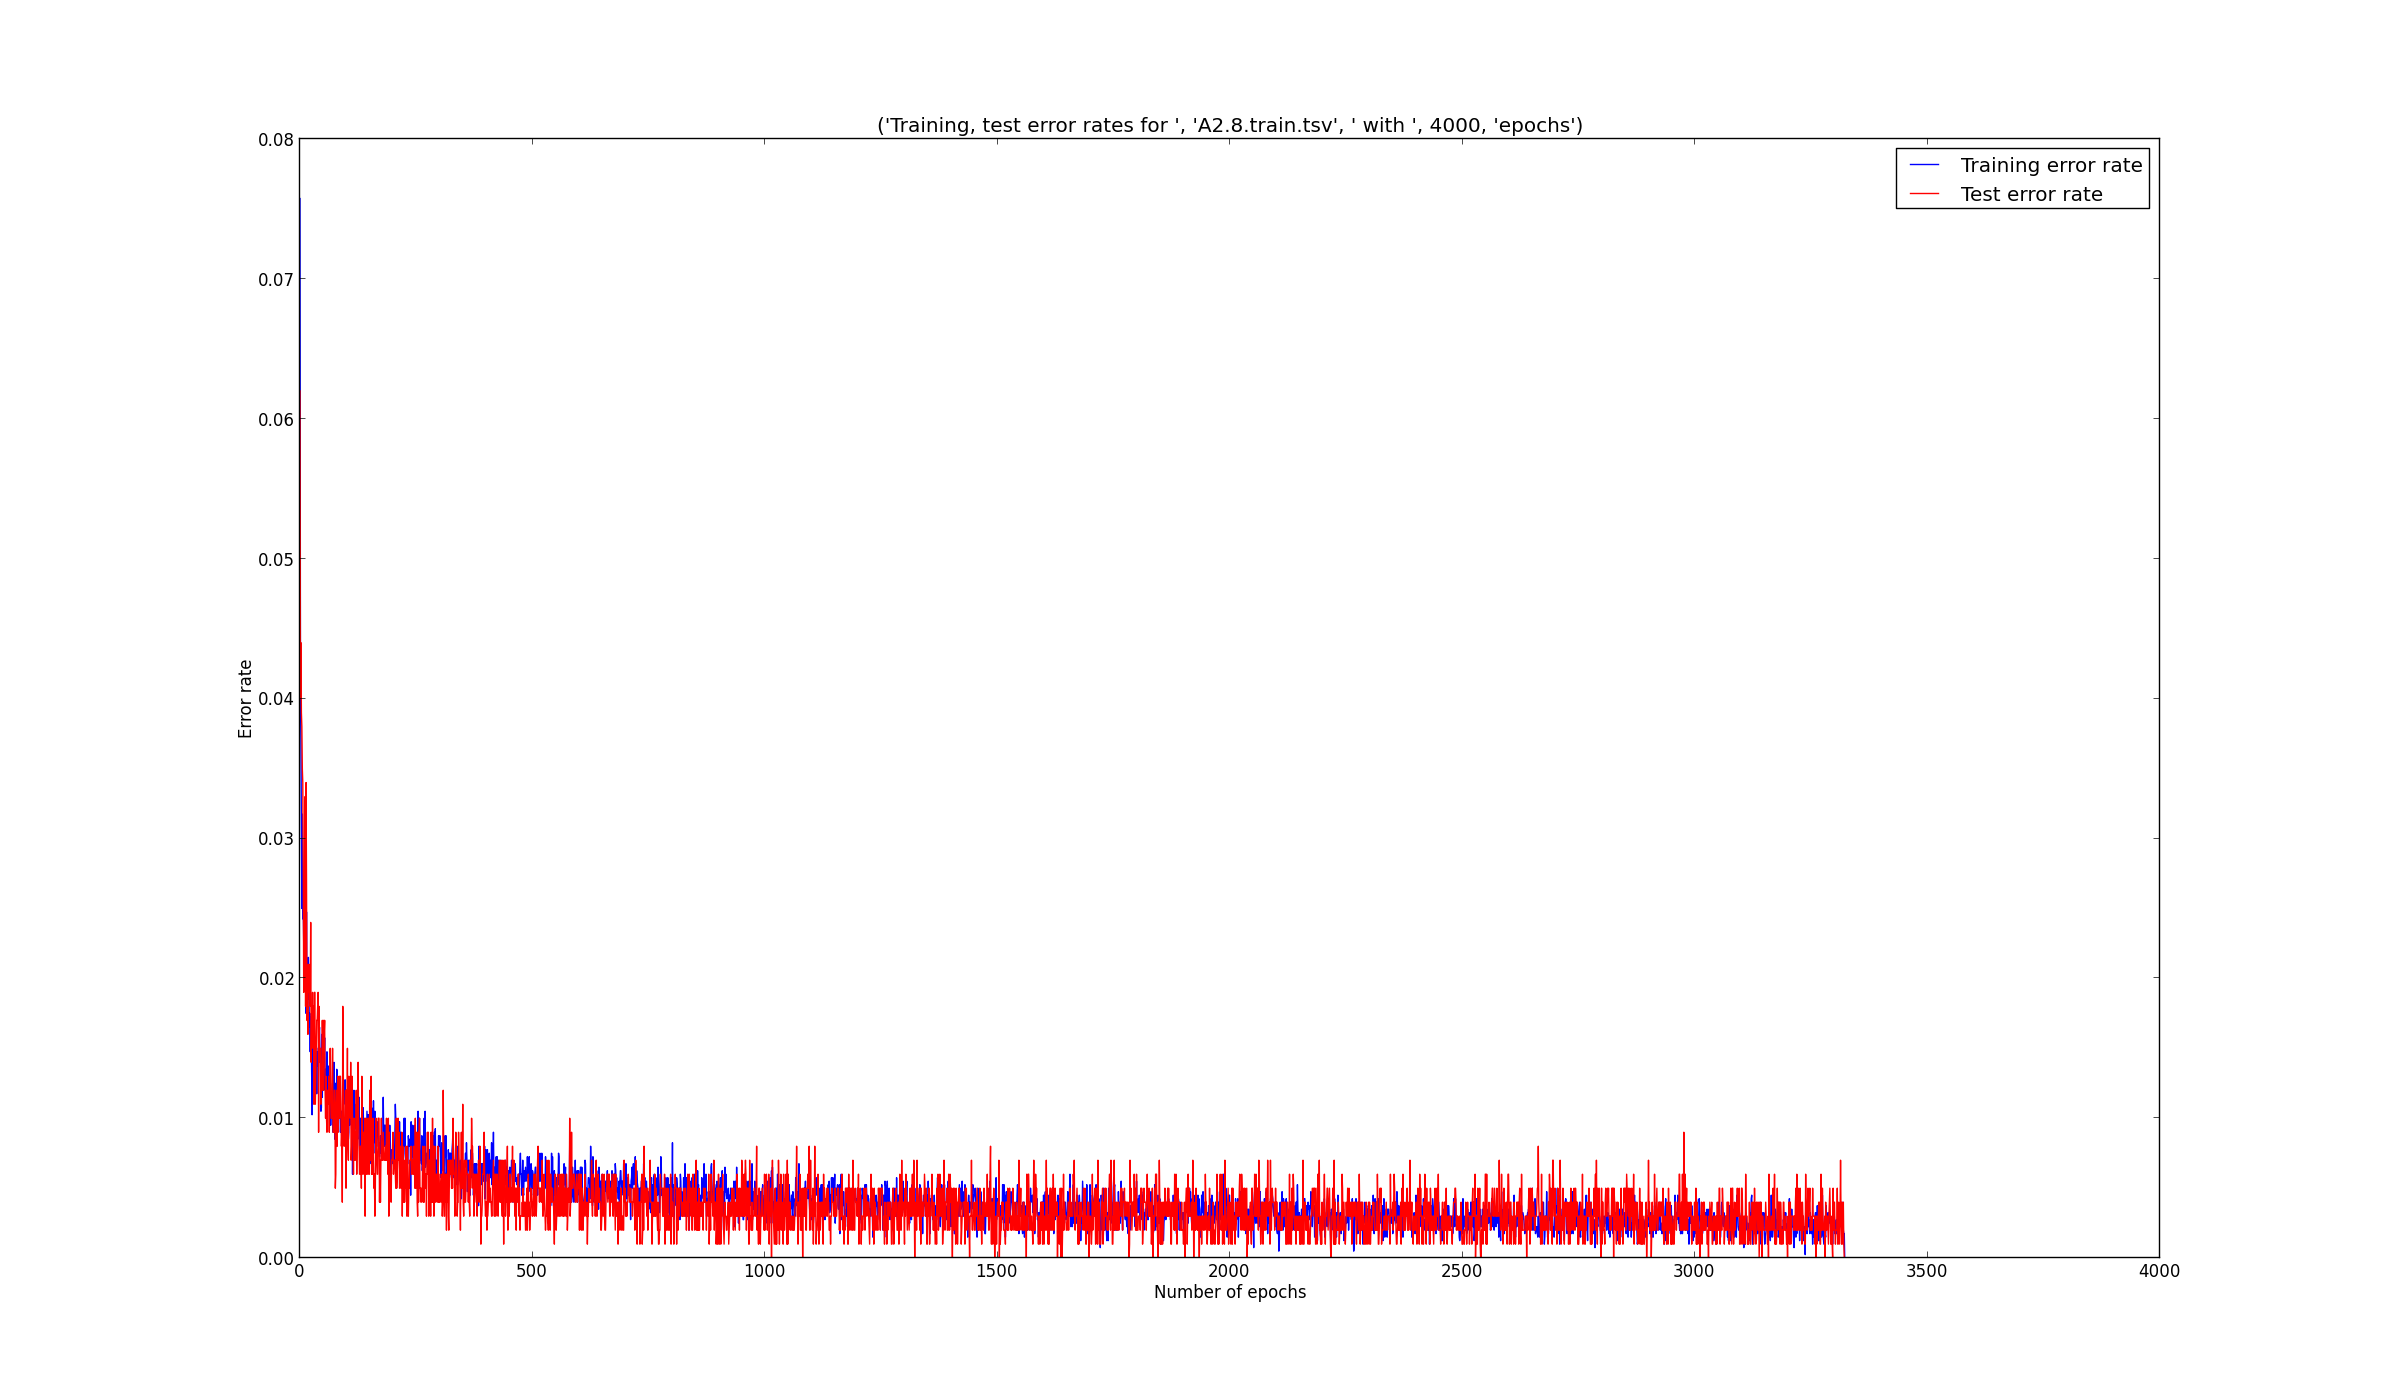 ('Training, test error rates for ', 'A2.8.train.tsv', ' with ', 4000, 'epochs')
Training error rate
Test error rate
0.08
0.07
0.06
0.05
0.04
0.03
0.02
0.01
0.00
Error rate
0 500 1000 1500 2000 2500 3000 3500 4000
Number of epochs